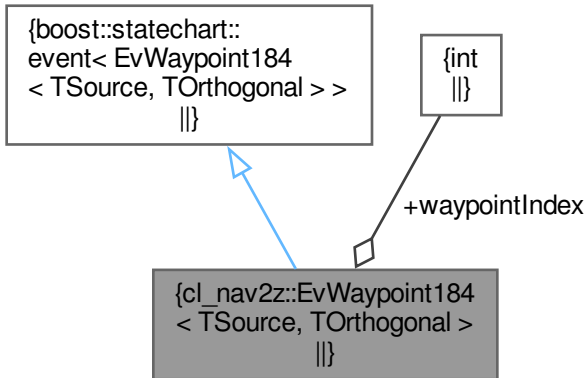 {boost::statechart::
event< EvWaypoint184
< TSource, TOrthogonal > >
||}
{int
||}
+waypointIndex
{cl_nav2z::EvWaypoint184
< TSource, TOrthogonal >
||}